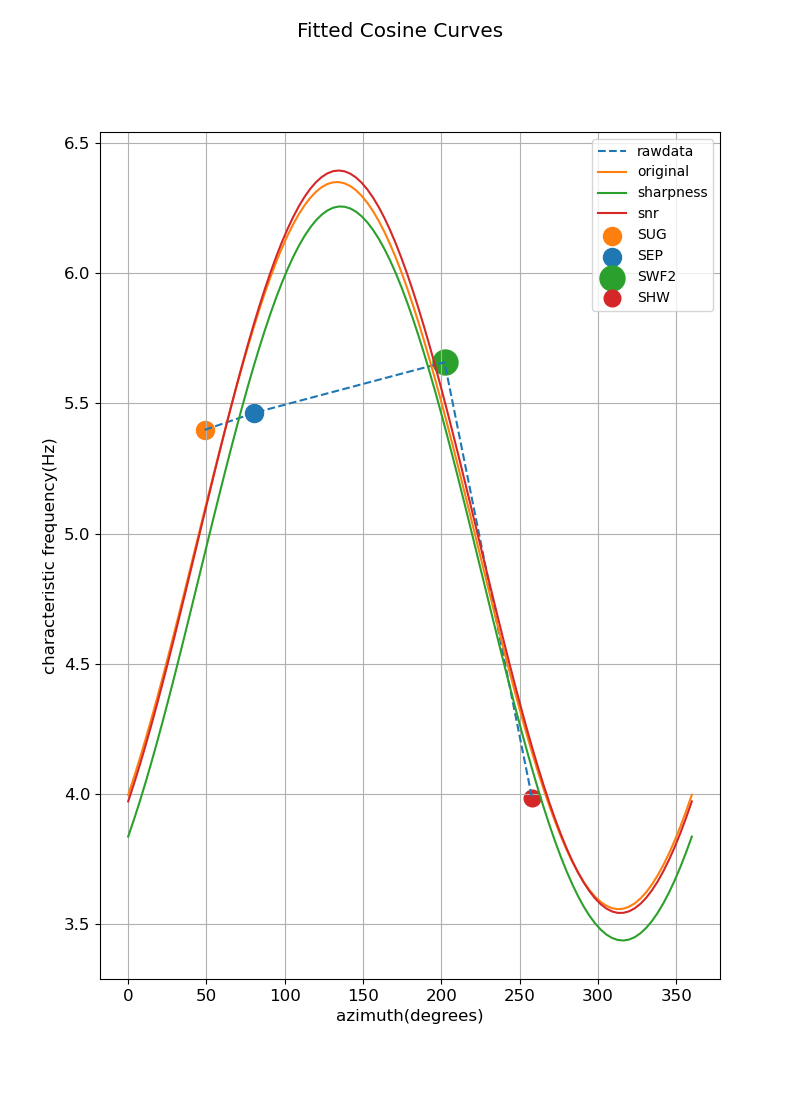 Fitted Cosine Curves
6.5
6.0
5.5
5.0
4.5
4.0
3.5
characteristic frequency(Hz)
rawdata
original
sharpness
snr
SUG
SEP
SWF2
SHW
0 50 100 150 200 250 300 350
azimuth(degrees)